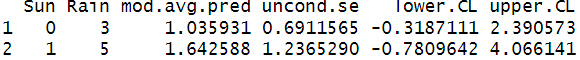 Sun Rain mod.avg.pred uncond.se lower.CL upper.CL
1 0 3 1.035931 0.6911565 -0.3187111 2.390573
2 1 5 1.642588 1.2365290 -0.7809642 4.066141